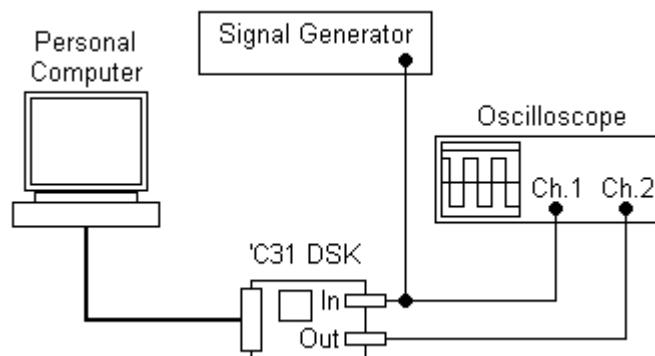 Signal Generator
Personal
Computer
Oscilloscope
Ch.1 Ch.2
'C31 DSK
In
Out